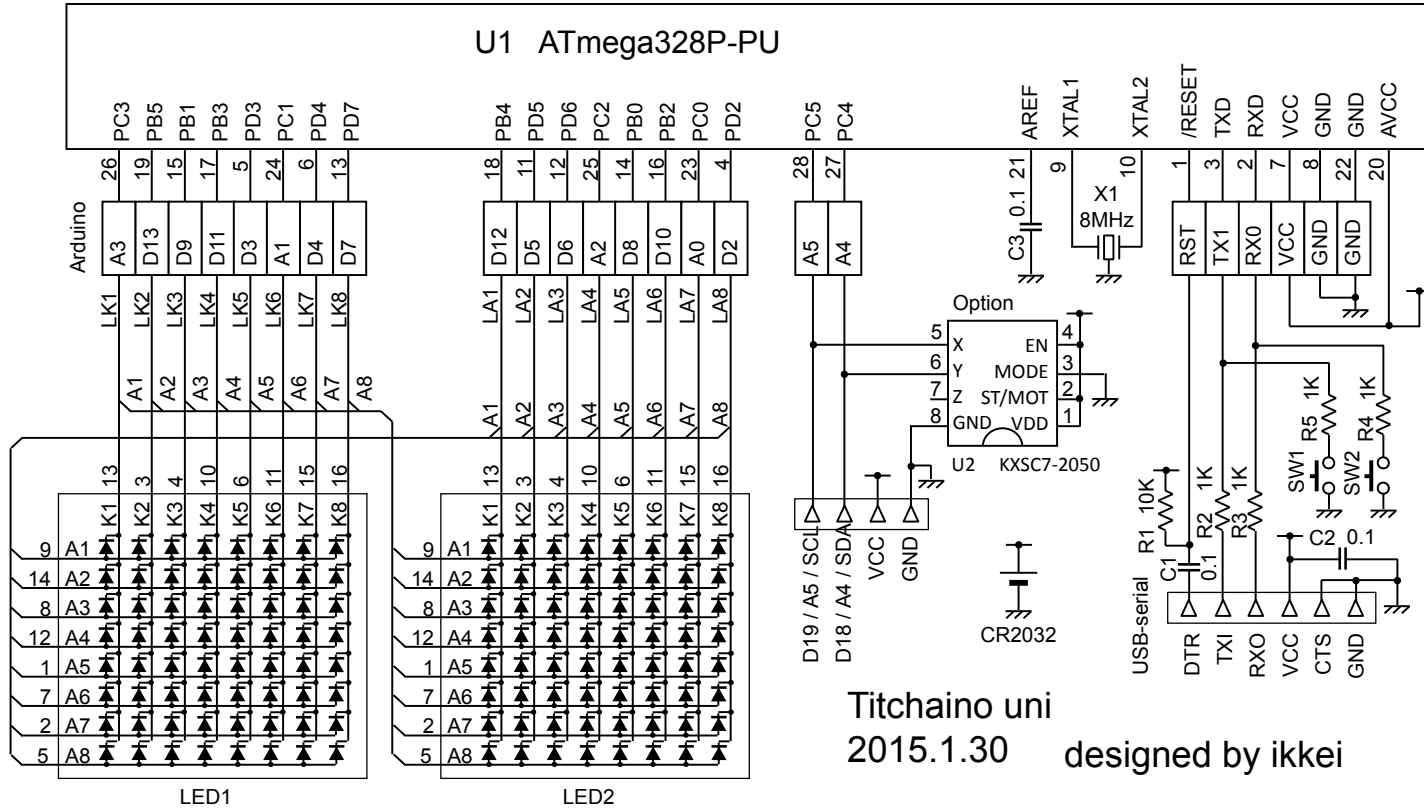 U1 ATmega328P-PU
PC3 PB5 PB1 PB3 PD3 PC1 PD4 PD7
PB4 PD5 PD6 PC2 PB0 PB2 PC0 PD2
PC5 PC4
AREF XTAL1 XTAL2
/RESET TXD RXD VCC GND GND AVCC
26 19 15 17 5 24 6 13
18 11 12 25 14 16 23 4
28 27
21 9 10
1 3 2 7 8 22 20
Arduino
A3 D13 D9 D11 D3 A1 D4 D7
D12 D5 D6 A2 D8 D10 A0 D2
A5 A4
C3 0.1
X1
8MHz
RST TX1 RX0 VCC GND GND
LK1 LK2 LK3 LK4 LK5 LK6 LK7 LK8
LA1 LA2 LA3 LA4 LA5 LA6 LA7 LA8
Option
5 X
6 Y
7 Z
8 GND
EN 4
MODE 3
ST/MOT 2
VDD 1
U2 KXSC7-2050
A1 A2 A3 A4 A5 A6 A7 A8
A1 A2 A3 A4 A5 A6 A7 A8
R5 1K
R4 1K
SW1
SW2
R1 10K
R2 1K
R3 1K
C1 0.1
C2 0.1
13 3 4 10 6 11 15 16
K1 K2 K3 K4 K5 K6 K7 K8
9 A1
14 A2
8 A3
12 A4
1 A5
7 A6
2 A7
5 A8
LED1
13 3 4 10 6 11 15 16
K1 K2 K3 K4 K5 K6 K7 K8
9 A1
14 A2
8 A3
12 A4
1 A5
7 A6
2 A7
5 A8
LED2
D19 / A5 / SCL
D18 / A4 / SDA
VCC
GND
CR2032
USB-serial
DTR TXI RXO VCC CTS GND
Titchaino uni
2015.1.30 designed by ikkei